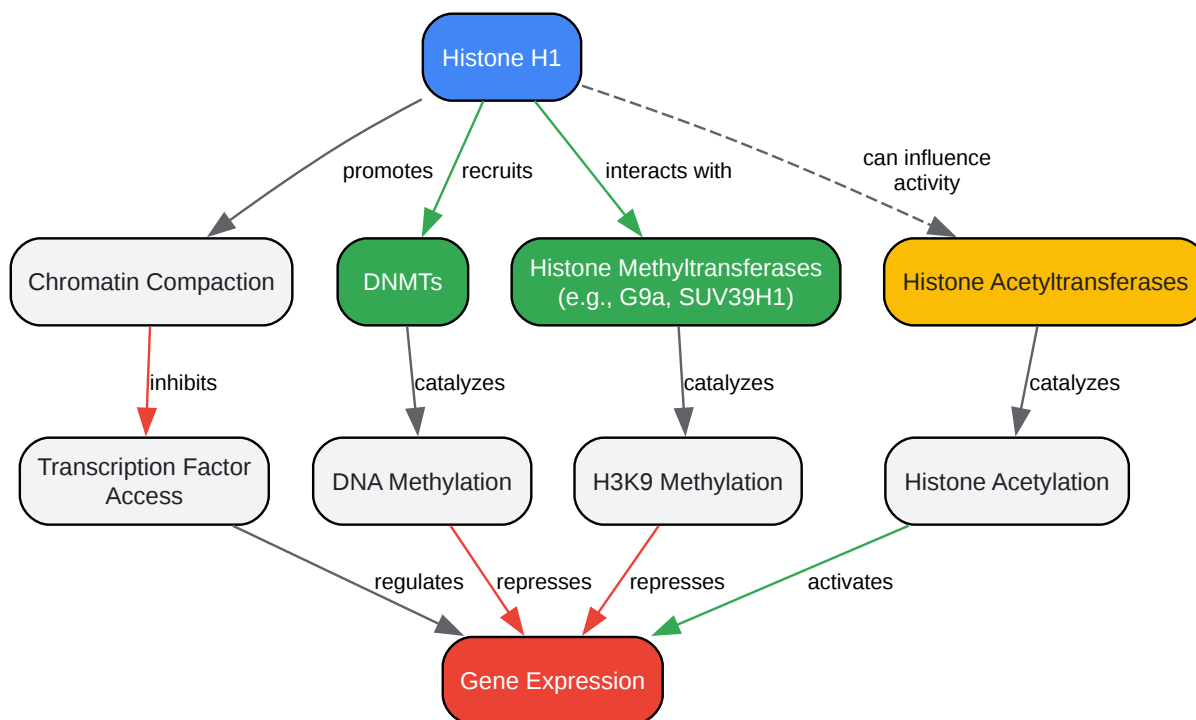 Histone H1
promotes
recruits
interacts with
can influence
activity
Chromatin Compaction
DNMTs
Histone Methyltransferases
(e.g., G9a, SUV39H1)
Histone Acetyltransferases
inhibits
catalyzes
catalyzes
catalyzes
Transcription Factor
Access
DNA Methylation
H3K9 Methylation
Histone Acetylation
regulates
represses
represses
activates
Gene Expression